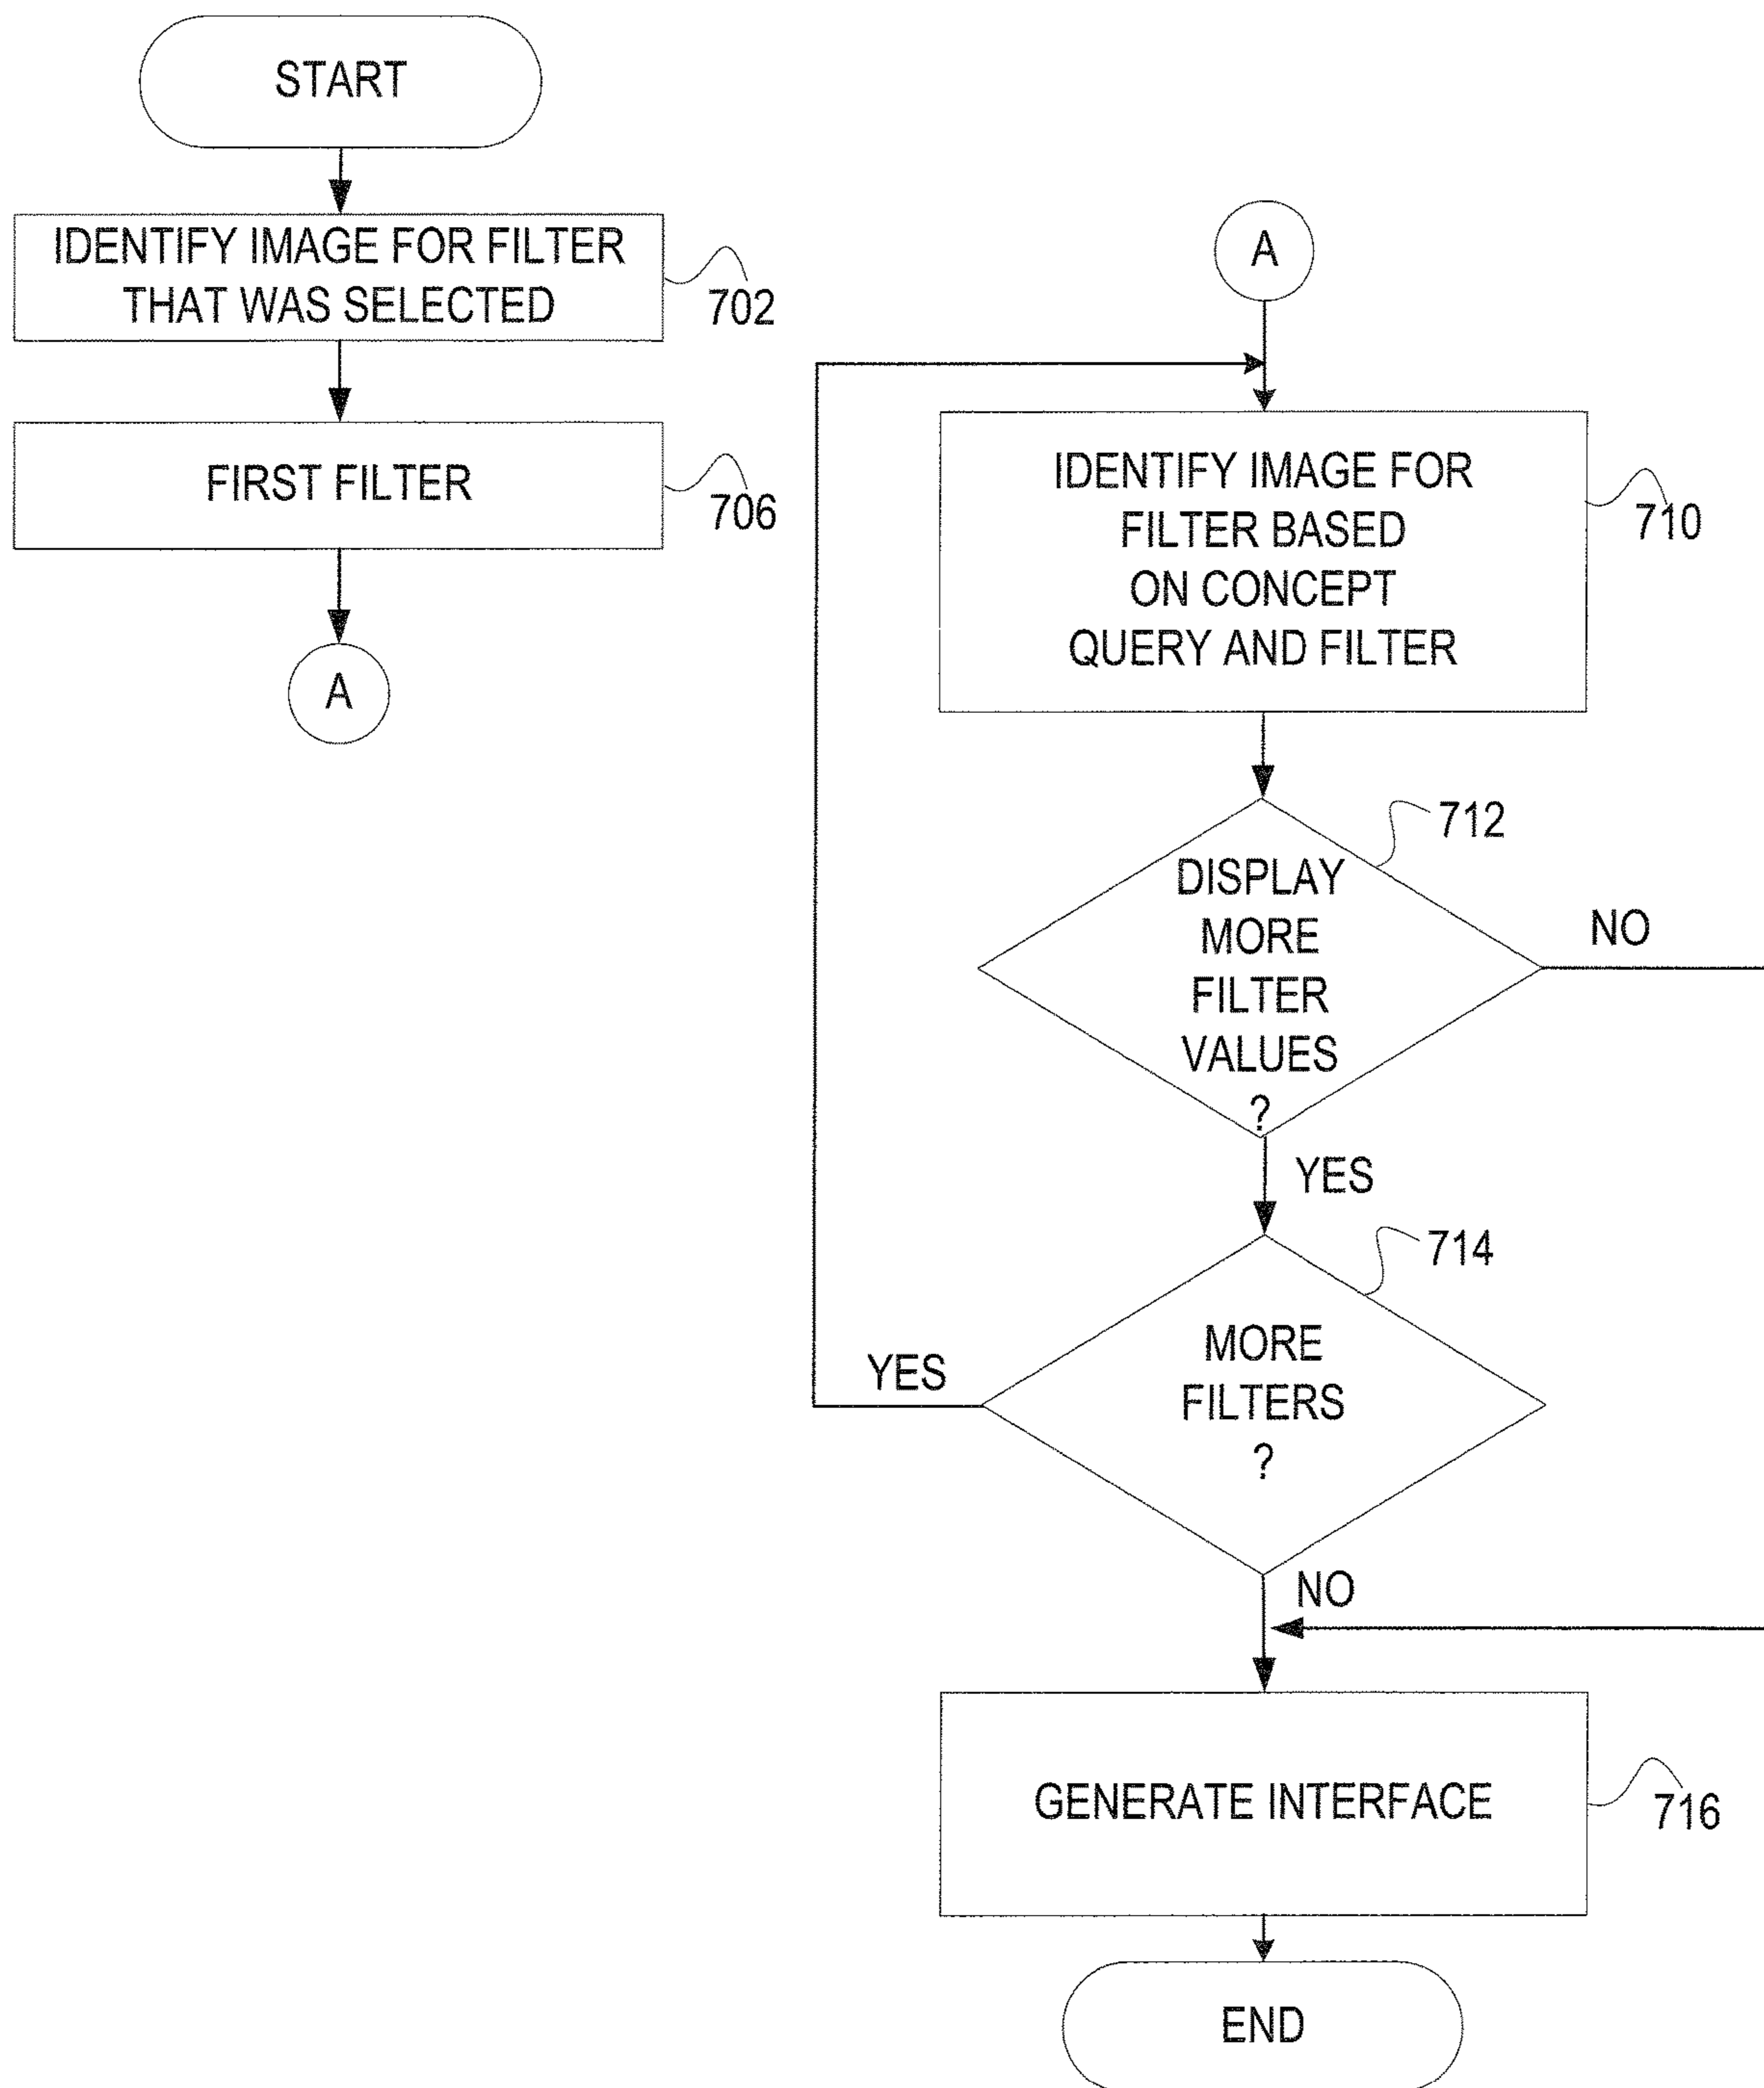 START
IDENTIFY IMAGE FOR FILTER
THAT WAS SELECTED
702
FIRST FILTER
706
A
A
IDENTIFY IMAGE FOR
FILTER BASED
ON CONCEPT
QUERY AND FILTER
710
712
DISPLAY
MORE
FILTER
VALUES
?
NO
YES
714
MORE
FILTERS
?
YES
NO
GENERATE INTERFACE
716
END